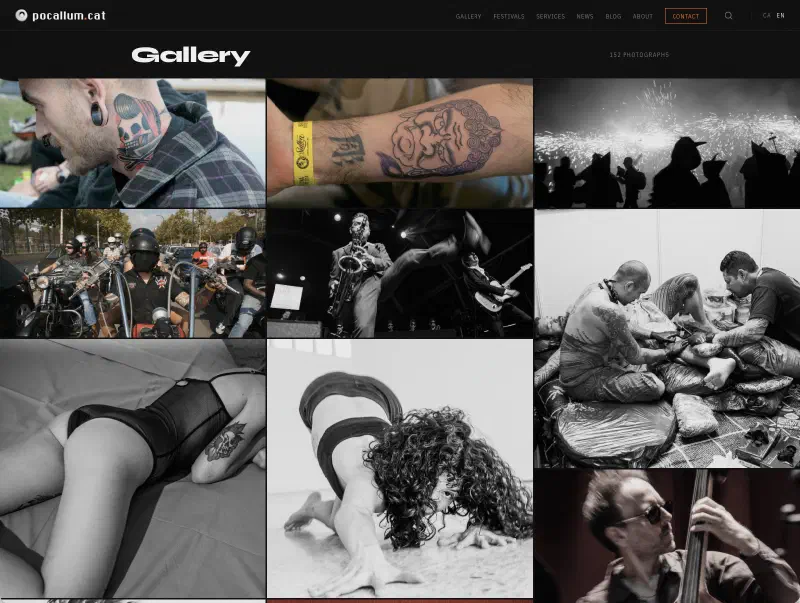 pocallum.cat
GALLERY FESTIVALS SERVICES NEWS BLOG ABOUT CONTACT CA EN
Gallery
152 PHOTOGRAPHS